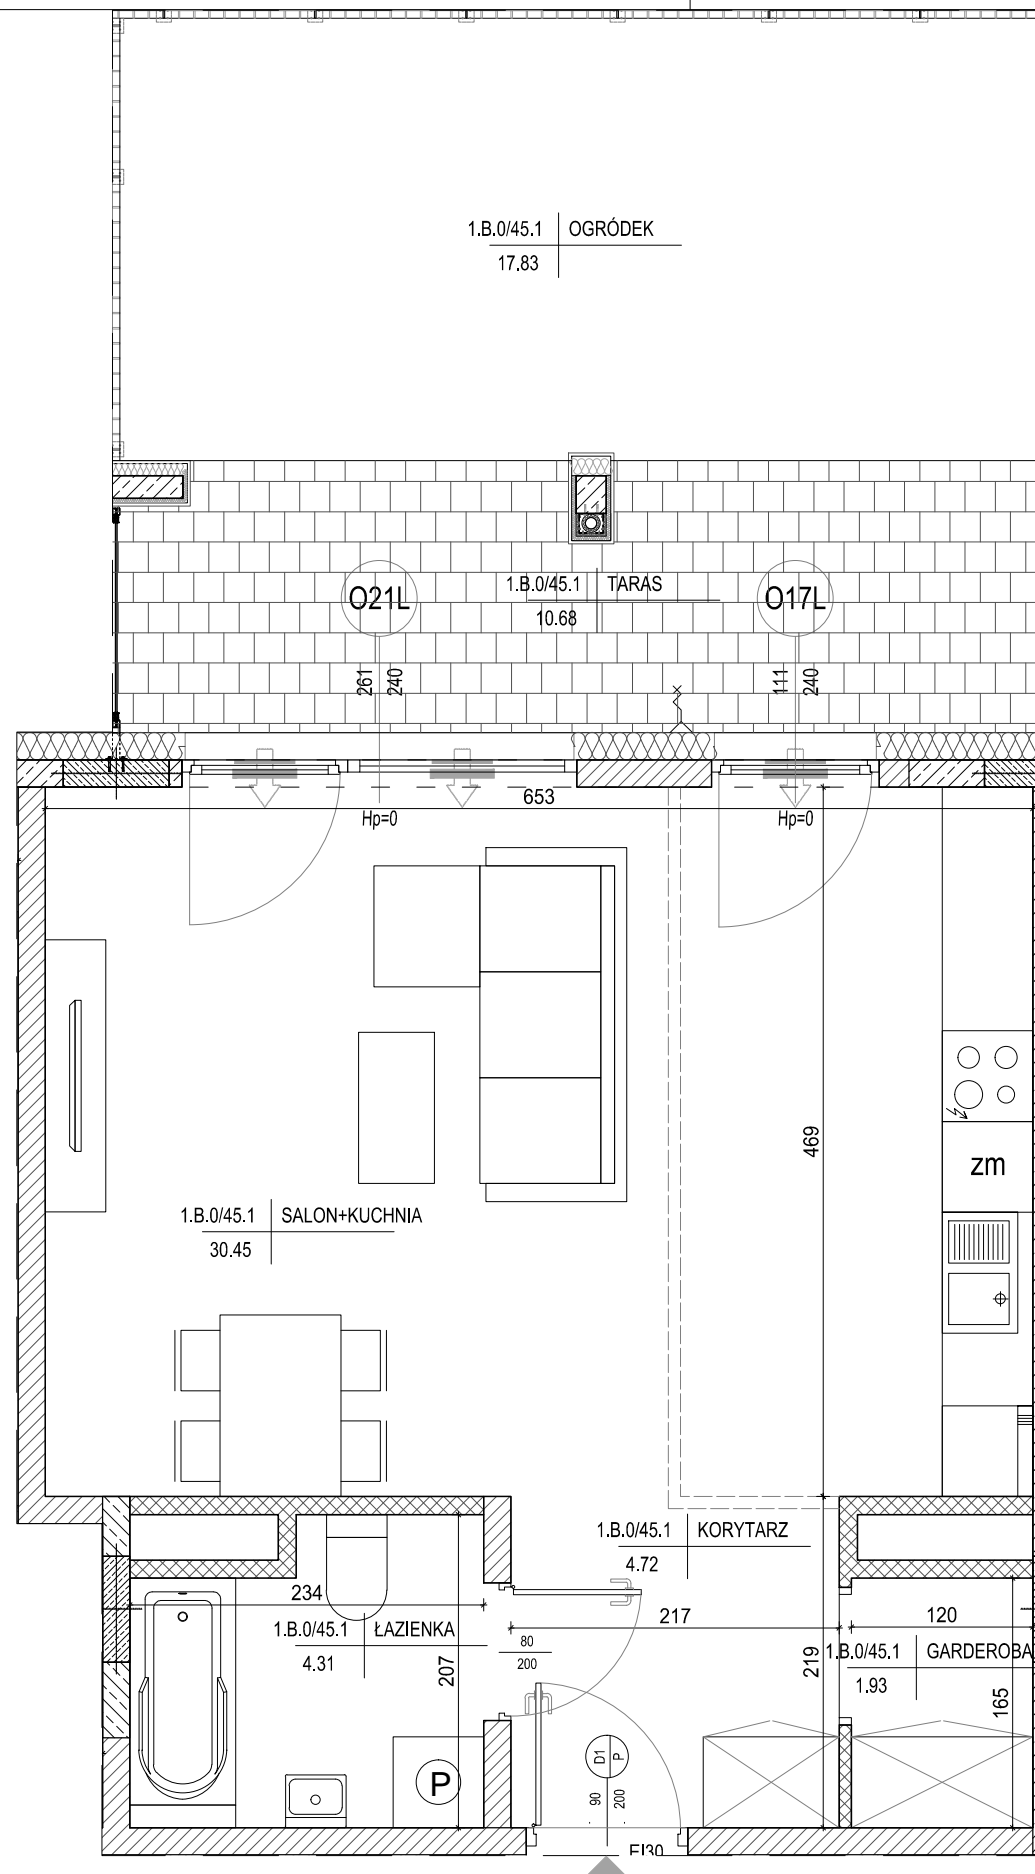 1.B.0/45.1 OGRÓDEK
17.83
1.B.0/45.1 TARAS
10.68
O21L
O17L
261
240
111
240
653
Hp=0
Hp=0
469
zm
1.B.0/45.1 SALON+KUCHNIA
30.45
1.B.0/45.1 KORYTARZ
4.72
234
217
120
1.B.0/45.1 ŁAZIENKA
4.31
207
80
200
219
1.B.0/45.1 GARDEROBA
1.93
165
P
D1
P
90
200
EI30